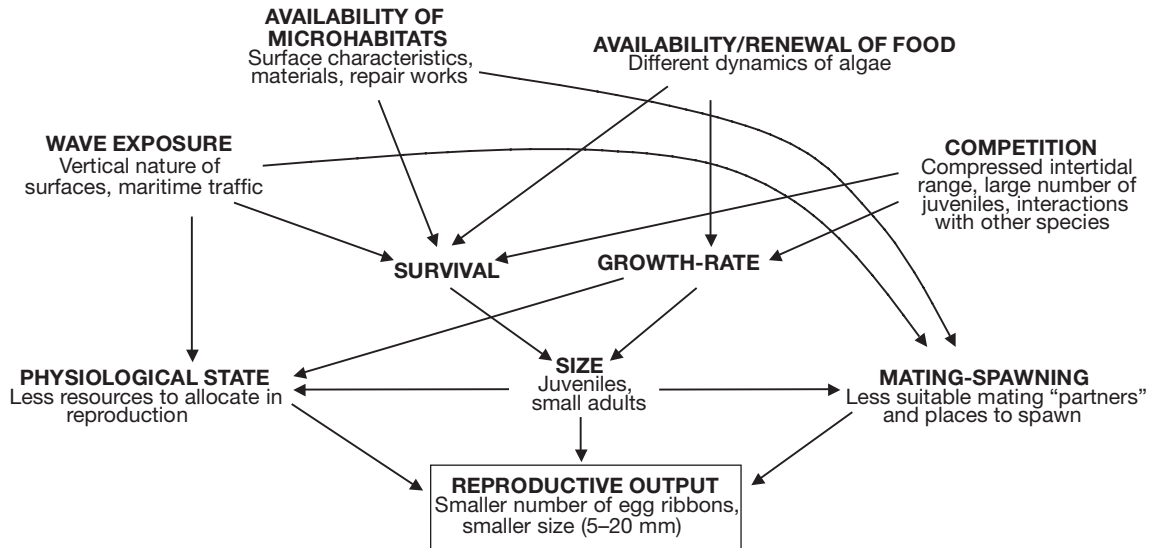 AVAILABILITY OF
MICROHABITATS
Surface characteristics,
materials, repair works
AVAILABILITY/RENEWAL OF FOOD
Different dynamics of algae
WAVE EXPOSURE
Vertical nature of
surfaces, maritime traffic
COMPETITION
Compressed intertidal
range, large number of
juveniles, interactions
with other species
SURVIVAL
GROWTH-RATE
PHYSIOLOGICAL STATE
Less resources to allocate in
reproduction
SIZE
Juveniles,
small adults
MATING-SPAWNING
Less suitable mating “partners”
and places to spawn
REPRODUCTIVE OUTPUT
Smaller number of egg ribbons,
smaller size (5–20 mm)